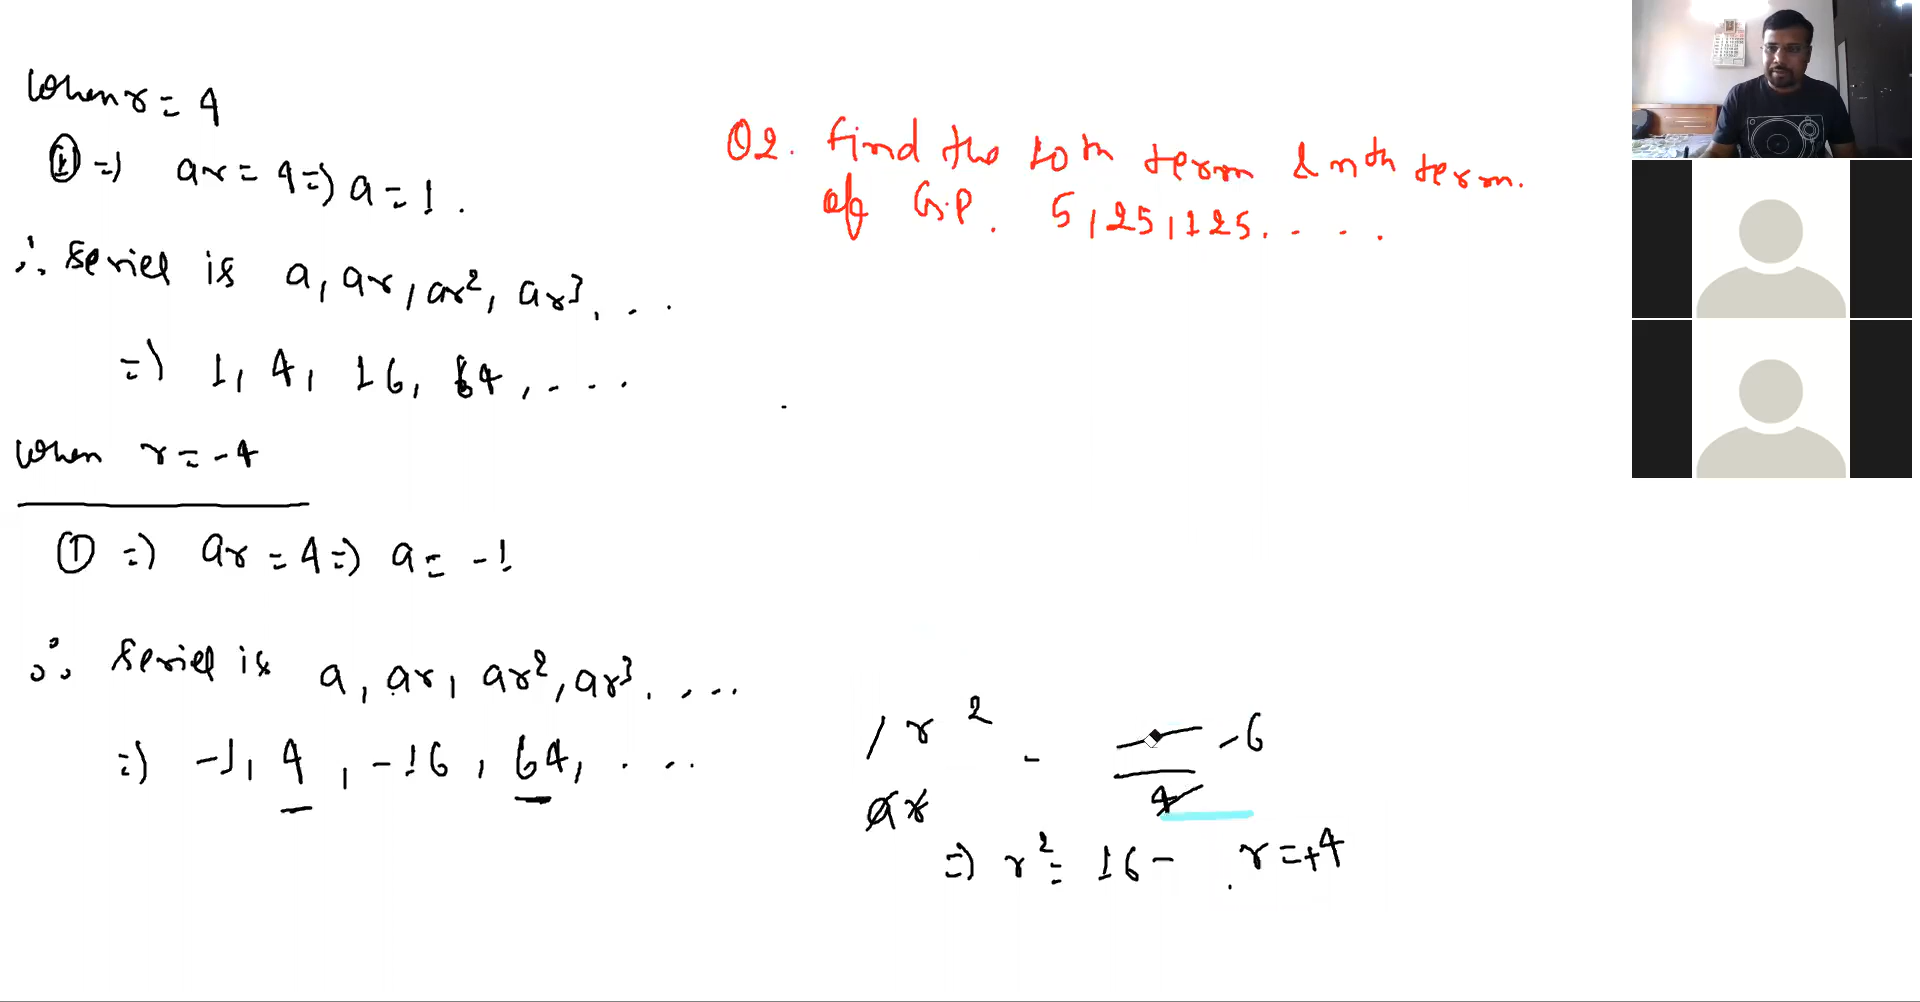 When r = 4
① => ar = 4 => a = 1.
∴ Series is a, ar, ar², ar³, ...
=> 1, 4, 16, 64, ....
When r = -4
① => ar = 4 => a = -1
∴ Series is a, ar, ar², ar³, ....
=> -1, 4, -16, 64, ....
Q2. Find the 10th term & nth term.
of G.P. 5, 25, 125. ....
r² - 6
ar 4
=> r² = 16 - r = +4